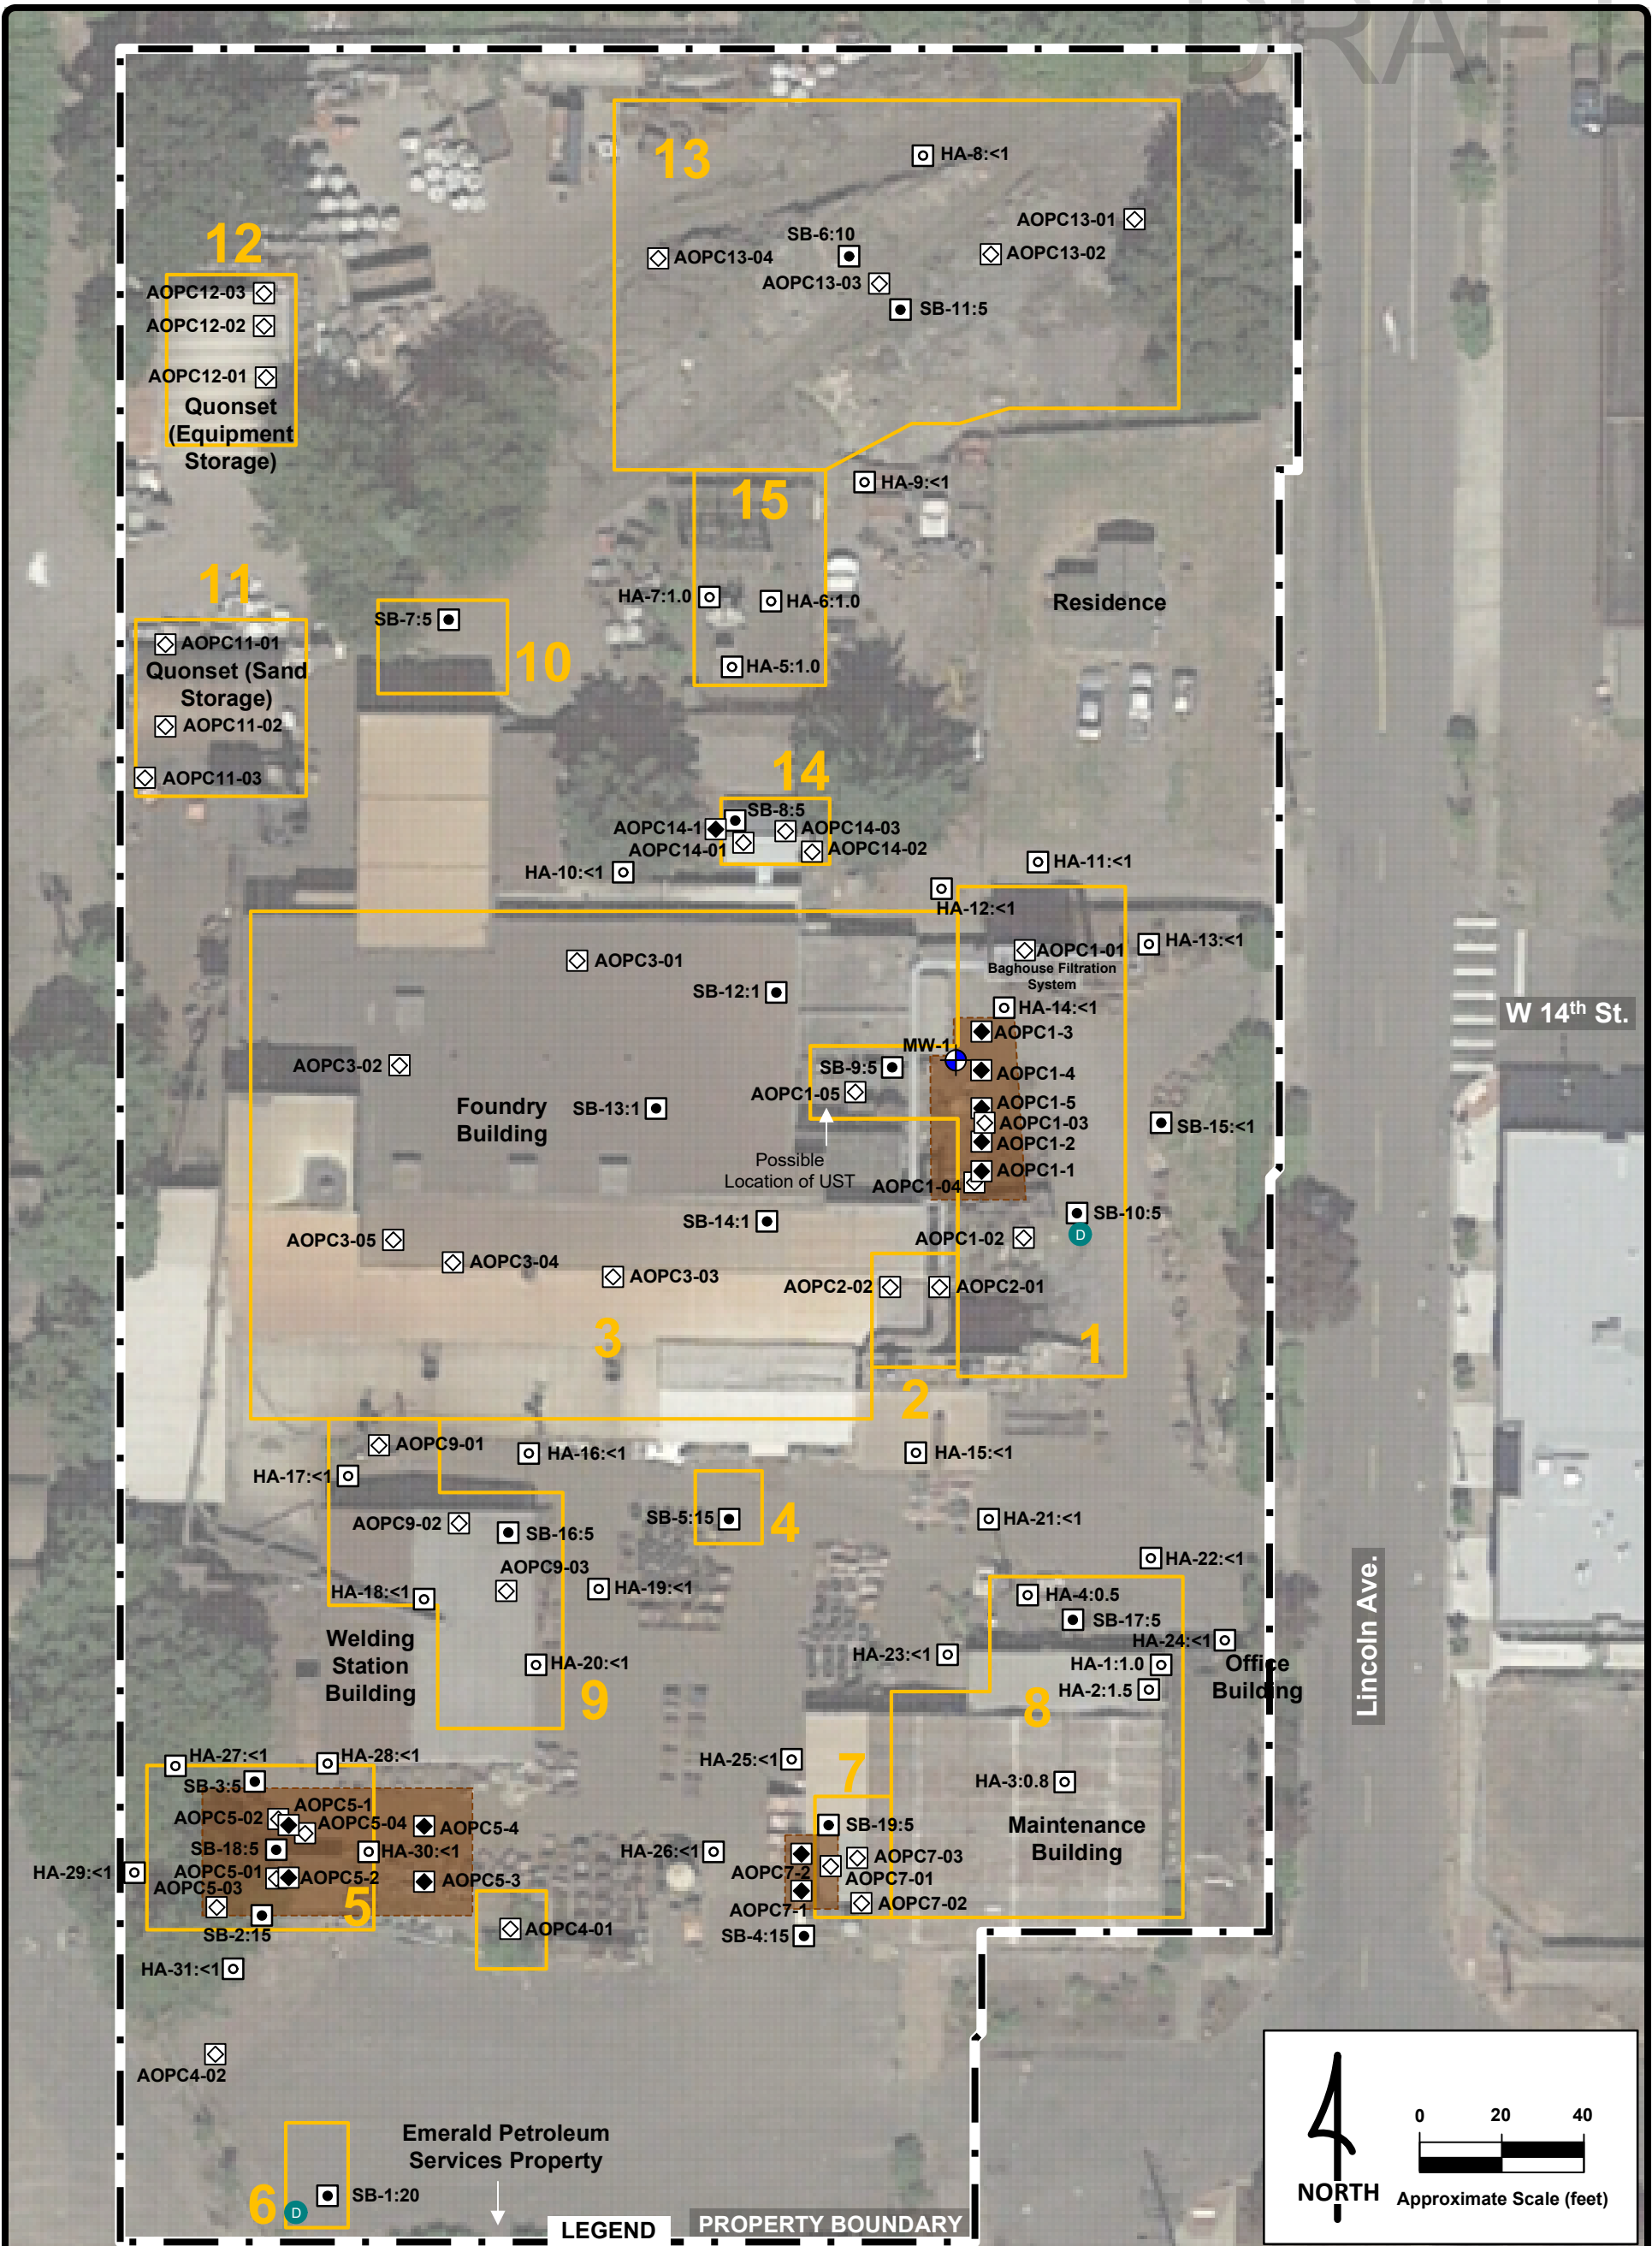 DRAFT
13
HA-8:<1
AOPC13-01
SB-6:10
AOPC13-02
AOPC13-04
AOPC13-03
SB-11:5
12
AOPC12-03
AOPC12-02
AOPC12-01
Quonset
(Equipment
Storage)
15
HA-9:<1
HA-7:1.0
HA-6:1.0
HA-5:1.0
Residence
11
AOPC11-01
Quonset (Sand
Storage)
AOPC11-02
AOPC11-03
SB-7:5
10
14
SB-8:5
AOPC14-1
AOPC14-03
AOPC14-01
AOPC14-02
HA-10:<1
HA-11:<1
HA-12:<1
HA-13:<1
AOPC1-01
Baghouse Filtration
System
HA-14:<1
AOPC3-01
SB-12:1
W 14th St.
AOPC1-3
MW-1
AOPC3-02
SB-9:5
AOPC1-4
AOPC1-05
AOPC1-5
Foundry
Building
SB-13:1
AOPC1-03
SB-15:<1
AOPC1-2
Possible
Location of UST
AOPC1-1
AOPC1-04
SB-14:1
SB-10:5
D
AOPC3-05
AOPC1-02
AOPC3-04
AOPC3-03
AOPC2-02
AOPC2-01
3
1
2
AOPC9-01
HA-16:<1
HA-15:<1
HA-17:<1
AOPC9-02
SB-16:5
SB-5:15
4
HA-21:<1
HA-22:<1
AOPC9-03
HA-18:<1
HA-19:<1
HA-4:0.5
SB-17:5
Lincoln Ave.
Welding
Station
Building
HA-20:<1
9
HA-23:<1
HA-24:<1
HA-1:1.0
Office
Building
HA-2:1.5
8
HA-27:<1
HA-28:<1
HA-25:<1
7
SB-3:5
HA-3:0.8
AOPC5-1
AOPC5-02
AOPC5-04
AOPC5-4
SB-19:5
Maintenance
Building
SB-18:5
HA-30:<1
HA-26:<1
HA-29:<1
AOPC5-01
AOPC5-2
AOPC5-3
AOPC7-2
AOPC7-03
AOPC7-01
AOPC5-03
5
AOPC7-1
AOPC7-02
SB-2:15
AOPC4-01
SB-4:15
HA-31:<1
AOPC4-02
Emerald Petroleum
Services Property
6
D
SB-1:20
LEGEND
PROPERTY BOUNDARY
0 20 40
NORTH
Approximate Scale (feet)